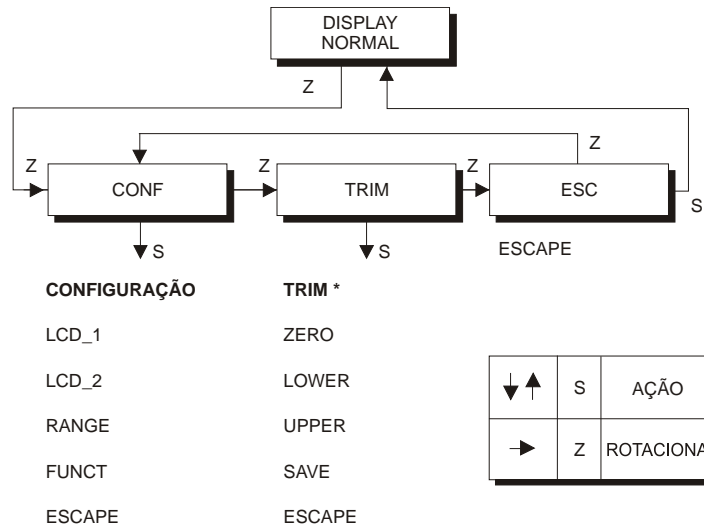 DISPLAY
NORMAL
Z
Z
Z
Z
Z
CONF
TRIM
ESC
S
S
S
ESCAPE
CONFIGURAÇÃO
TRIM *
LCD_1
ZERO
LCD_2
LOWER
RANGE
UPPER
FUNCT
SAVE
ESCAPE
ESCAPE
S AÇÃO
Z ROTACIONA